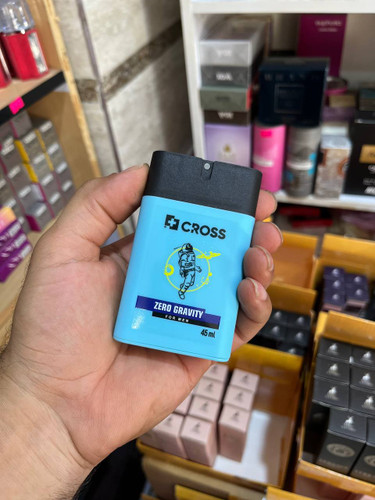 CROSS
ZERO GRAVITY
FOR MEN
45 ml